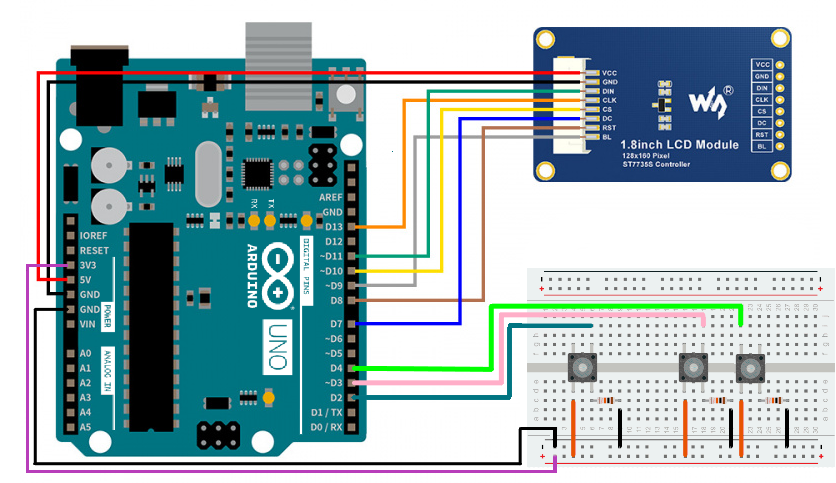 VCC
GND
DIN
CLK
CS
DC
RST
BL
1.8inch LCD Module
128x160 Pixel
ST7735S Controller
VCC
GND
DIN
CLK
CS
DC
RST
BL
RX
TX
ARDUINO
UNO
DIGITAL PINS
AREF
GND
D13
D12
~D11
~D10
~D9
D8
D7
~D6
~D5
D4
~D3
D2
D1 / TX
D0 / RX
IOREF
RESET
3V3
5V
GND
GND
VIN
POWER
A0
A1
A2
A3
A4
A5
ANALOG IN